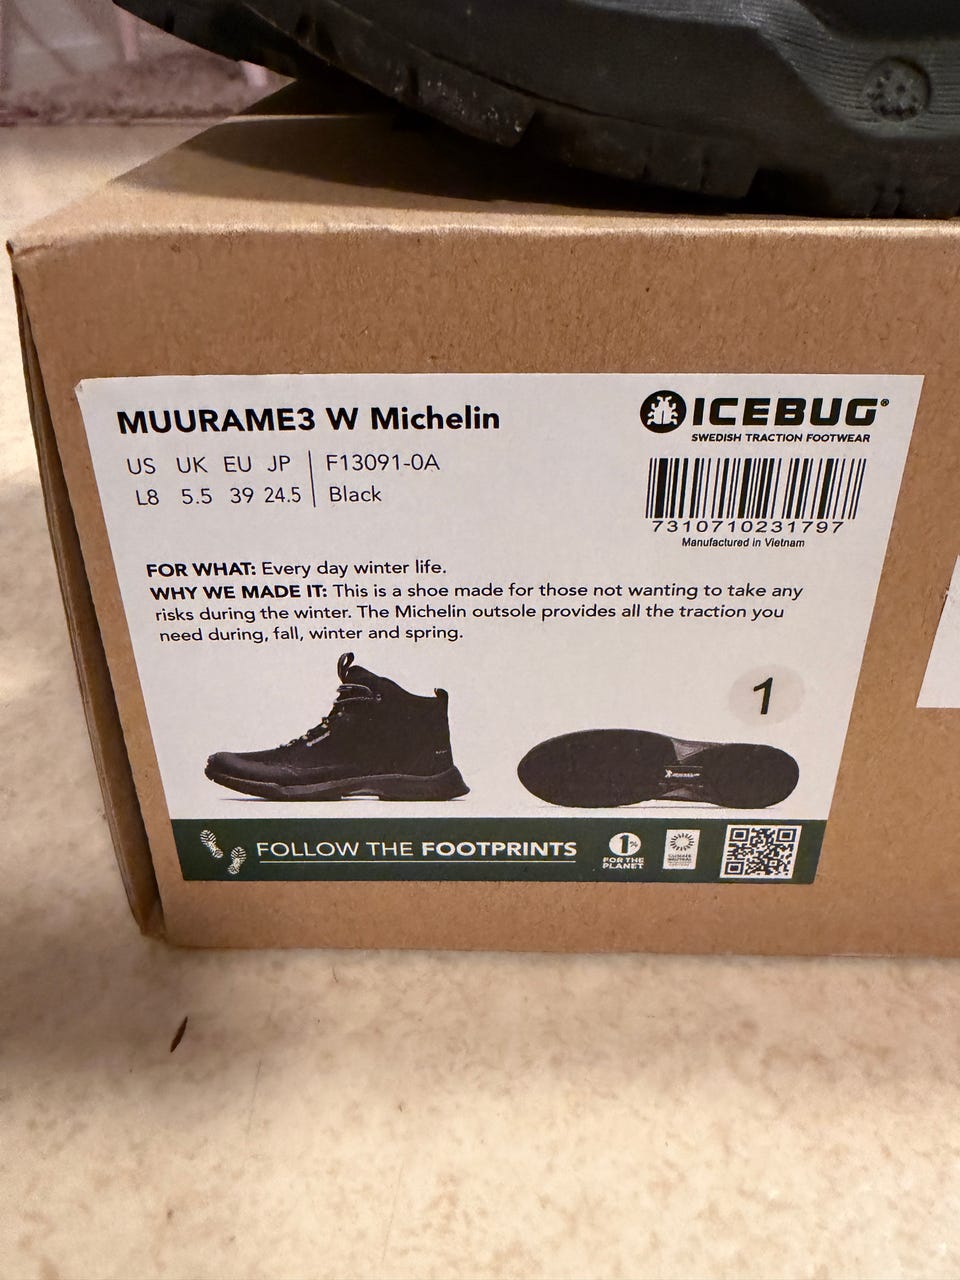 MUURAME3 W Michelin
US UK EU JP
L8 5.5 39 24.5
F13091-0A
Black
ICEBUG®
SWEDISH TRACTION FOOTWEAR
7310710231797
Manufactured in Vietnam
FOR WHAT: Every day winter life.
WHY WE MADE IT: This is a shoe made for those not wanting to take any
risks during the winter. The Michelin outsole provides all the traction you
need during, fall, winter and spring.
1
FOLLOW THE FOOTPRINTS
1%
FOR THE
PLANET